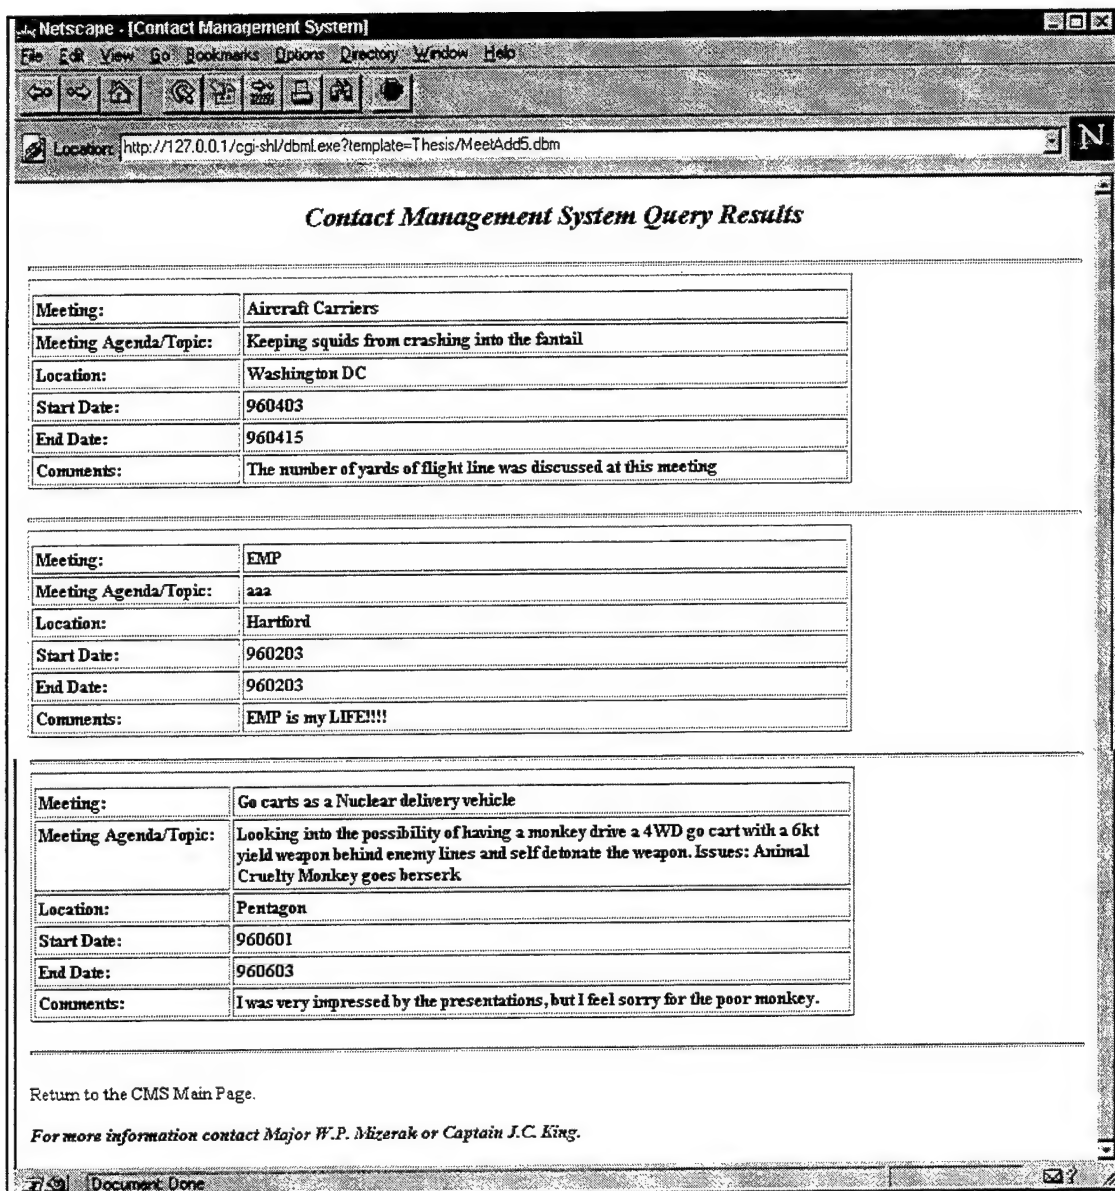 Netscape - [Contact Management System]
File Edit View Go Bookmarks Options Directory Window Help
Location: http://127.0.0.1/cgi-shl/dbml.exe?template=Thesis/MeetAdd5.dbm
N
Contact Management System Query Results
Meeting: Aircraft Carriers
Meeting Agenda/Topic: Keeping squids from crashing into the fantail
Location: Washington DC
Start Date: 960403
End Date: 960415
Comments: The number of yards of flight line was discussed at this meeting
Meeting: EMP
Meeting Agenda/Topic: aaa
Location: Hartford
Start Date: 960203
End Date: 960203
Comments: EMP is my LIFE!!!!
Meeting: Go carts as a Nuclear delivery vehicle
Meeting Agenda/Topic: Looking into the possibility of having a monkey drive a 4WD go cart with a 6kt
yield weapon behind enemy lines and self detonate the weapon. Issues: Animal
Cruelty Monkey goes berserk
Location: Pentagon
Start Date: 960601
End Date: 960603
Comments: I was very impressed by the presentations, but I feel sorry for the poor monkey.
Return to the CMS Main Page.
For more information contact Major W.P. Mizerak or Captain J.C. King.
Document: Done